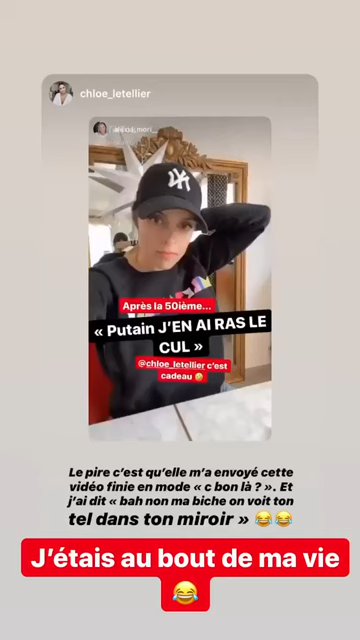 chloe_letellier
Après la 50ième...
« Putain J'EN AI RAS LE
CUL »
@chloe_letellier c'est
cadeau 🤪
Le pire c'est qu'elle m'a envoyé cette
vidéo finie en mode « c bon là ? ». Et
j'ai dit « bah non ma biche on voit ton
tel dans ton miroir » 😂😂
J'étais au bout de ma vie
😂